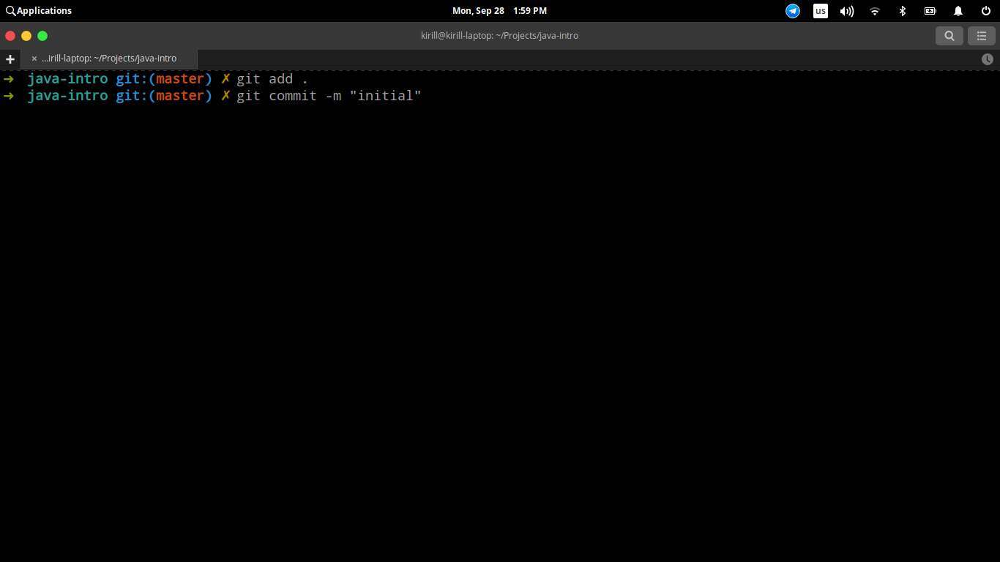 Applications
Mon, Sep 28 1:59 PM
us
kirill@kirill-laptop: ~/Projects/java-intro
...irill-laptop: ~/Projects/java-intro
➜ java-intro git:(master) ✗ git add .
➜ java-intro git:(master) ✗ git commit -m "initial"